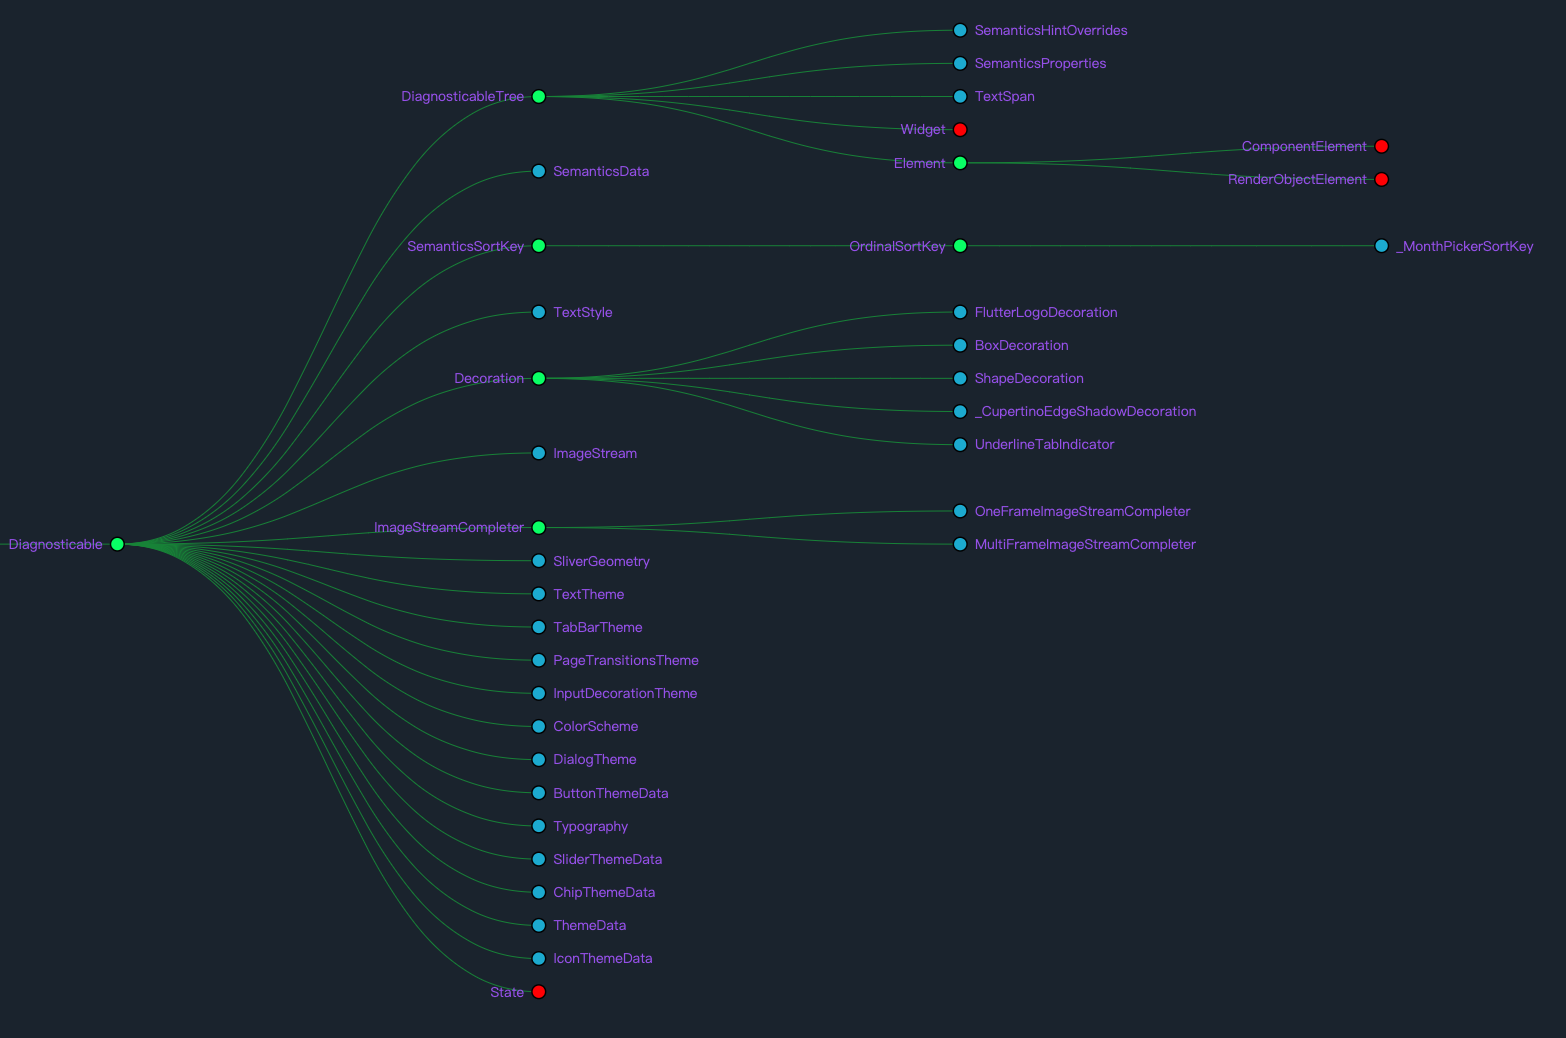 SemanticsHintOverrides
SemanticsProperties
DiagnosticableTree
TextSpan
Widget
ComponentElement
Element
SemanticsData
RenderObjectElement
SemanticsSortKey
OrdinalSortKey
_MonthPickerSortKey
TextStyle
FlutterLogoDecoration
BoxDecoration
Decoration
ShapeDecoration
_CupertinoEdgeShadowDecoration
UnderlineTabIndicator
ImageStream
OneFrameImageStreamCompleter
ImageStreamCompleter
Diagnosticable
MultiFrameImageStreamCompleter
SliverGeometry
TextTheme
TabBarTheme
PageTransitionsTheme
InputDecorationTheme
ColorScheme
DialogTheme
ButtonThemeData
Typography
SliderThemeData
ChipThemeData
ThemeData
IconThemeData
State